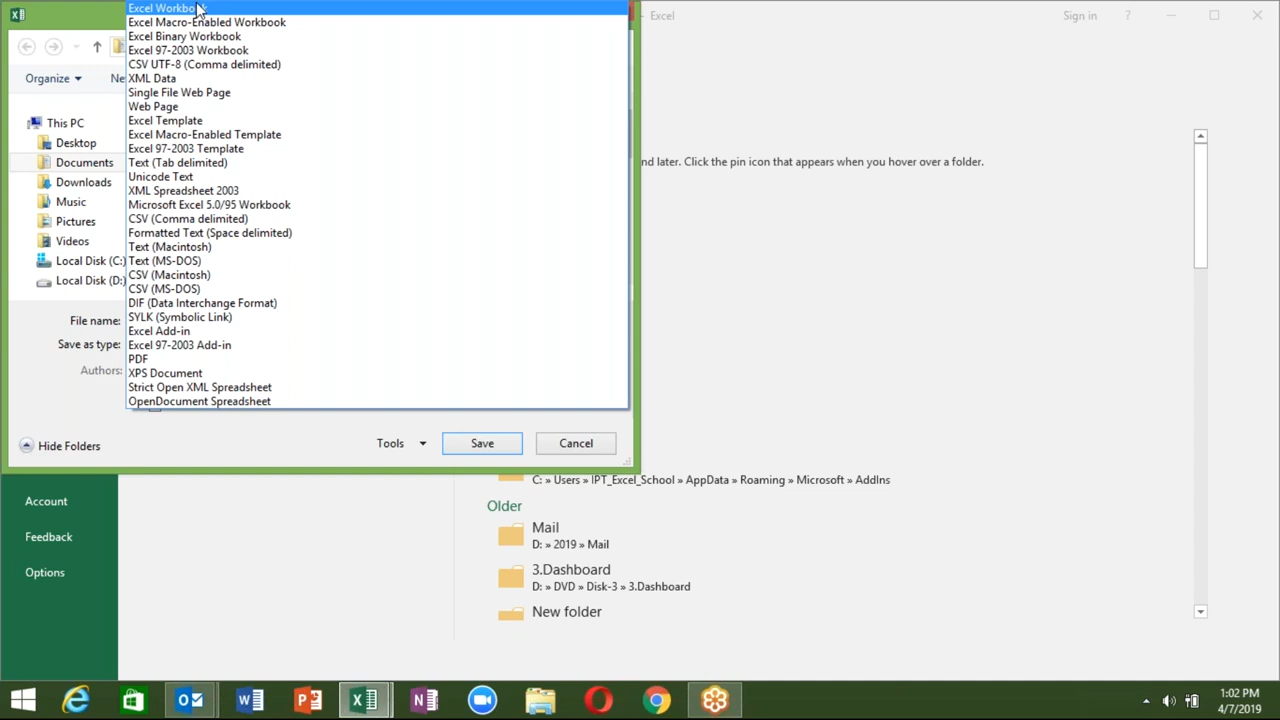 Excel Workbook
- Excel
Sign in
?
Excel Macro-Enabled Workbook
Excel Binary Workbook
Excel 97-2003 Workbook
CSV UTF-8 (Comma delimited)
Organize
XML Data
Single File Web Page
Web Page
Excel Template
This PC
Excel Macro-Enabled Template
Desktop
Excel 97-2003 Template
Documents
Text (Tab delimited)
nd later. Click the pin icon that appears when you hover over a folder.
Unicode Text
Downloads
XML Spreadsheet 2003
Music
Microsoft Excel 5.0/95 Workbook
Pictures
CSV (Comma delimited)
Formatted Text (Space delimited)
Videos
Text (Macintosh)
Local Disk (C:)
Text (MS-DOS)
CSV (Macintosh)
Local Disk (D:)
CSV (MS-DOS)
DIF (Data Interchange Format)
File name:
SYLK (Symbolic Link)
Excel Add-in
Save as type:
Excel 97-2003 Add-in
PDF
Authors:
XPS Document
Strict Open XML Spreadsheet
OpenDocument Spreadsheet
Hide Folders
Tools
Save
Cancel
C: » Users » IPT_Excel_School » AppData » Roaming » Microsoft » AddIns
Account
Older
Mail
D: » 2019 » Mail
Feedback
3.Dashboard
D: » DVD » Disk-3 » 3.Dashboard
Options
New folder
1:02 PM
4/7/2019